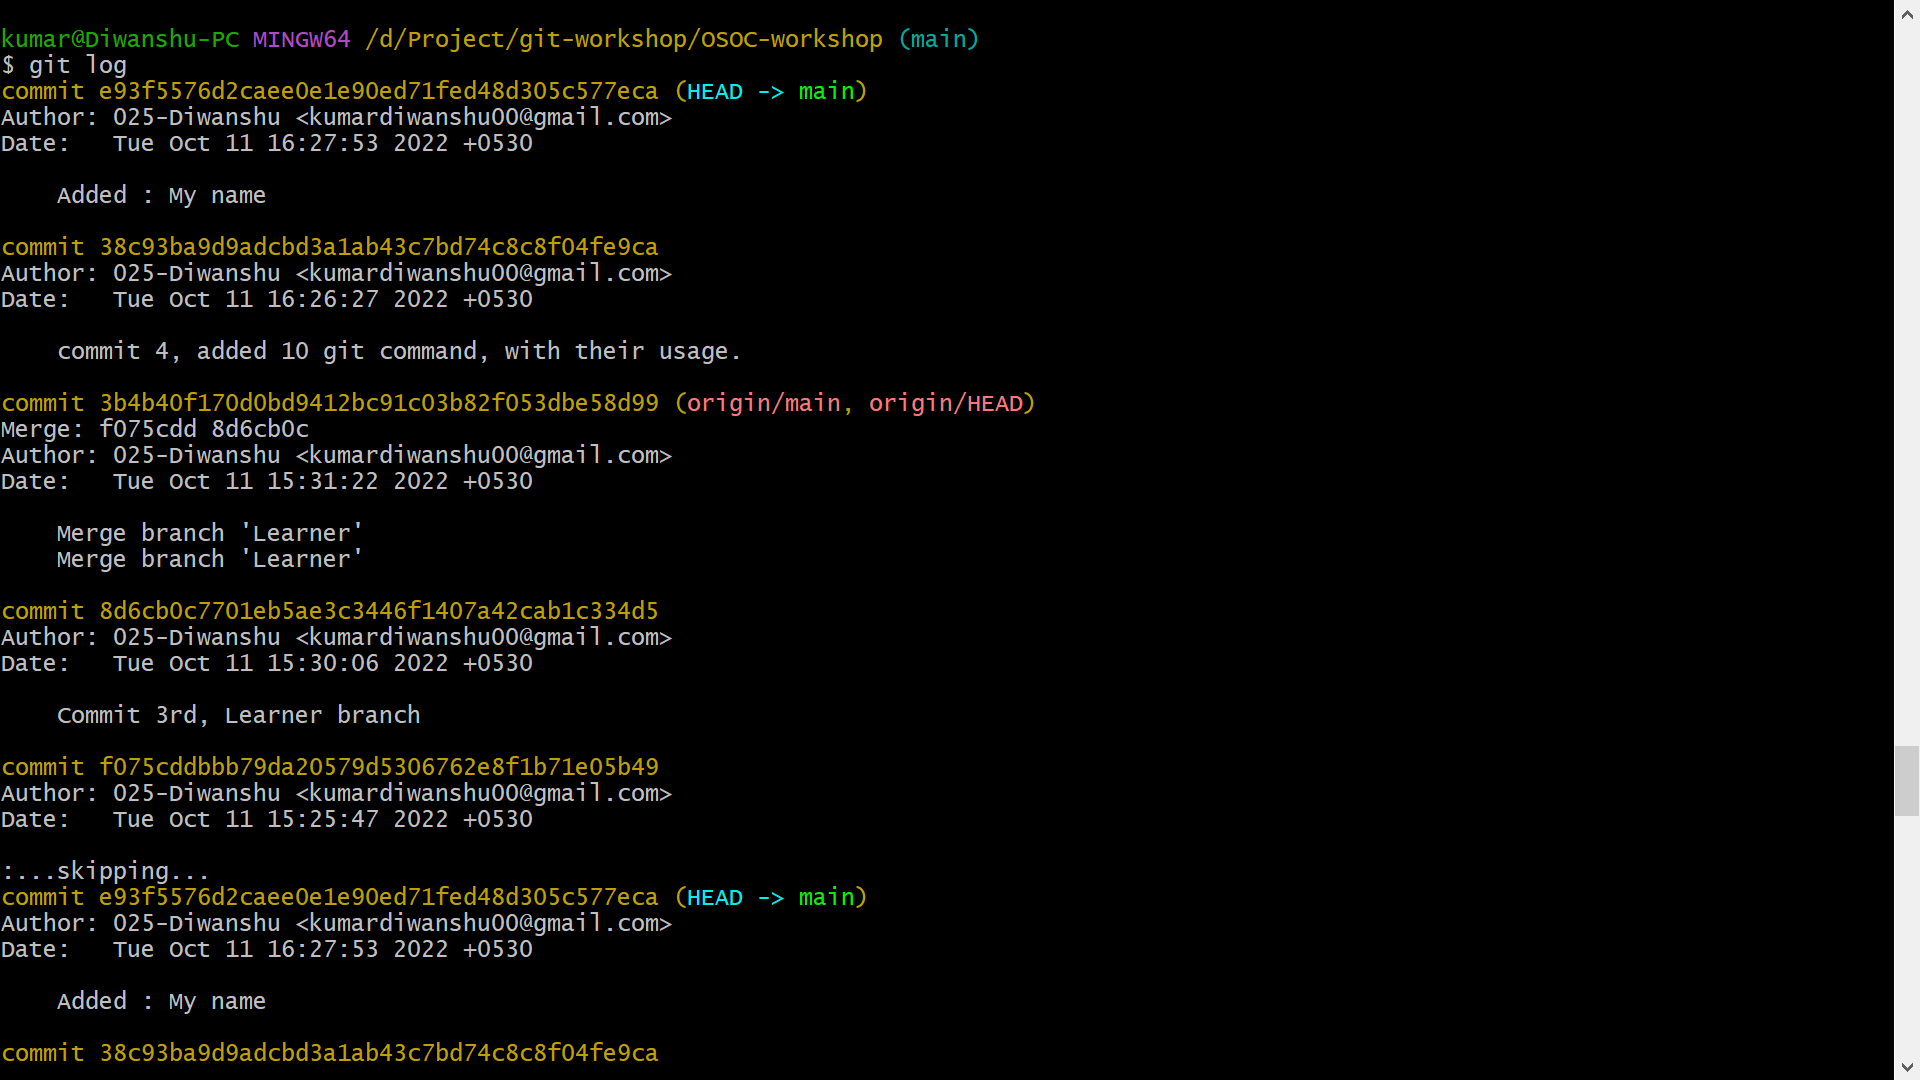 kumar@Diwanshu-PC MINGW64 /d/Project/git-workshop/OSOC-workshop (main)
$ git log
commit e93f5576d2caee0e1e90ed71fed48d305c577eca (HEAD -> main)
Author: 025-Diwanshu <kumardiwanshu00@gmail.com>
Date:   Tue Oct 11 16:27:53 2022 +0530

    Added : My name

commit 38c93ba9d9adcbd3a1ab43c7bd74c8c8f04fe9ca
Author: 025-Diwanshu <kumardiwanshu00@gmail.com>
Date:   Tue Oct 11 16:26:27 2022 +0530

    commit 4, added 10 git command, with their usage.

commit 3b4b40f170d0bd9412bc91c03b82f053dbe58d99 (origin/main, origin/HEAD)
Merge: f075cdd 8d6cb0c
Author: 025-Diwanshu <kumardiwanshu00@gmail.com>
Date:   Tue Oct 11 15:31:22 2022 +0530

    Merge branch 'Learner'
    Merge branch 'Learner'

commit 8d6cb0c7701eb5ae3c3446f1407a42cab1c334d5
Author: 025-Diwanshu <kumardiwanshu00@gmail.com>
Date:   Tue Oct 11 15:30:06 2022 +0530

    Commit 3rd, Learner branch

commit f075cddbbb79da20579d5306762e8f1b71e05b49
Author: 025-Diwanshu <kumardiwanshu00@gmail.com>
Date:   Tue Oct 11 15:25:47 2022 +0530

:...skipping...
commit e93f5576d2caee0e1e90ed71fed48d305c577eca (HEAD -> main)
Author: 025-Diwanshu <kumardiwanshu00@gmail.com>
Date:   Tue Oct 11 16:27:53 2022 +0530

    Added : My name

commit 38c93ba9d9adcbd3a1ab43c7bd74c8c8f04fe9ca